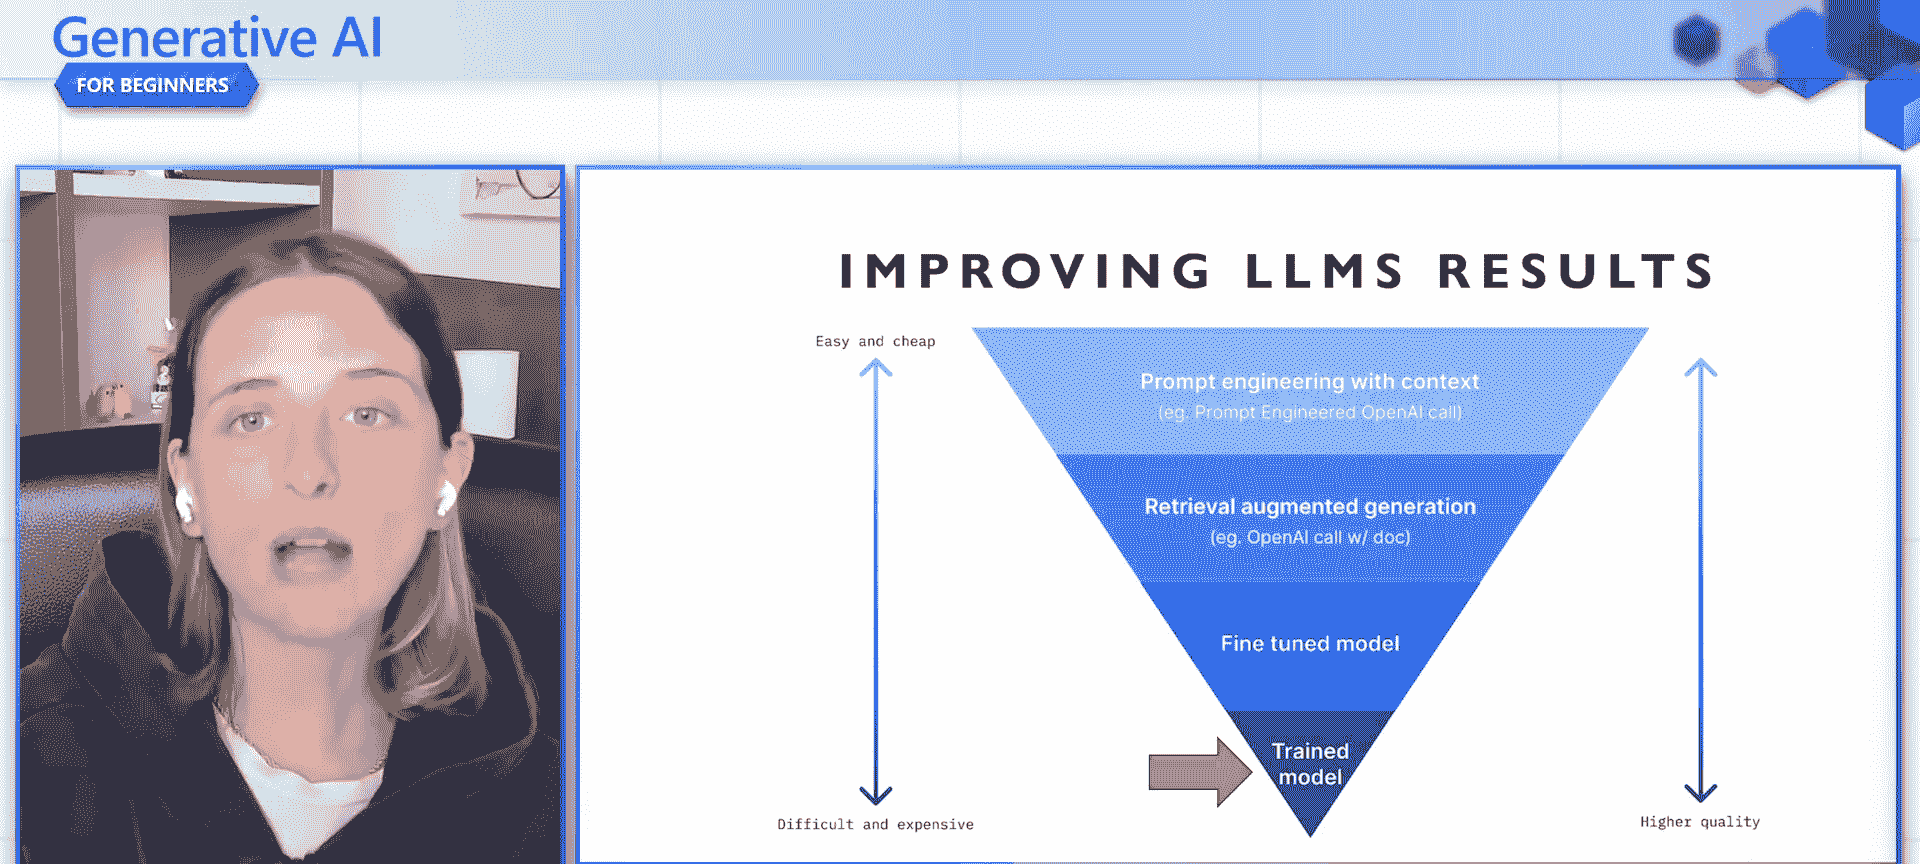 Generative AI
FOR BEGINNERS
IMPROVING LLMS RESULTS
Easy and cheap
Prompt engineering with context
(eg. Prompt Engineered OpenAI call)
Retrieval augmented generation
(eg. OpenAI call w/ doc)
Fine tuned model
Trained
model
Difficult and expensive
Higher quality